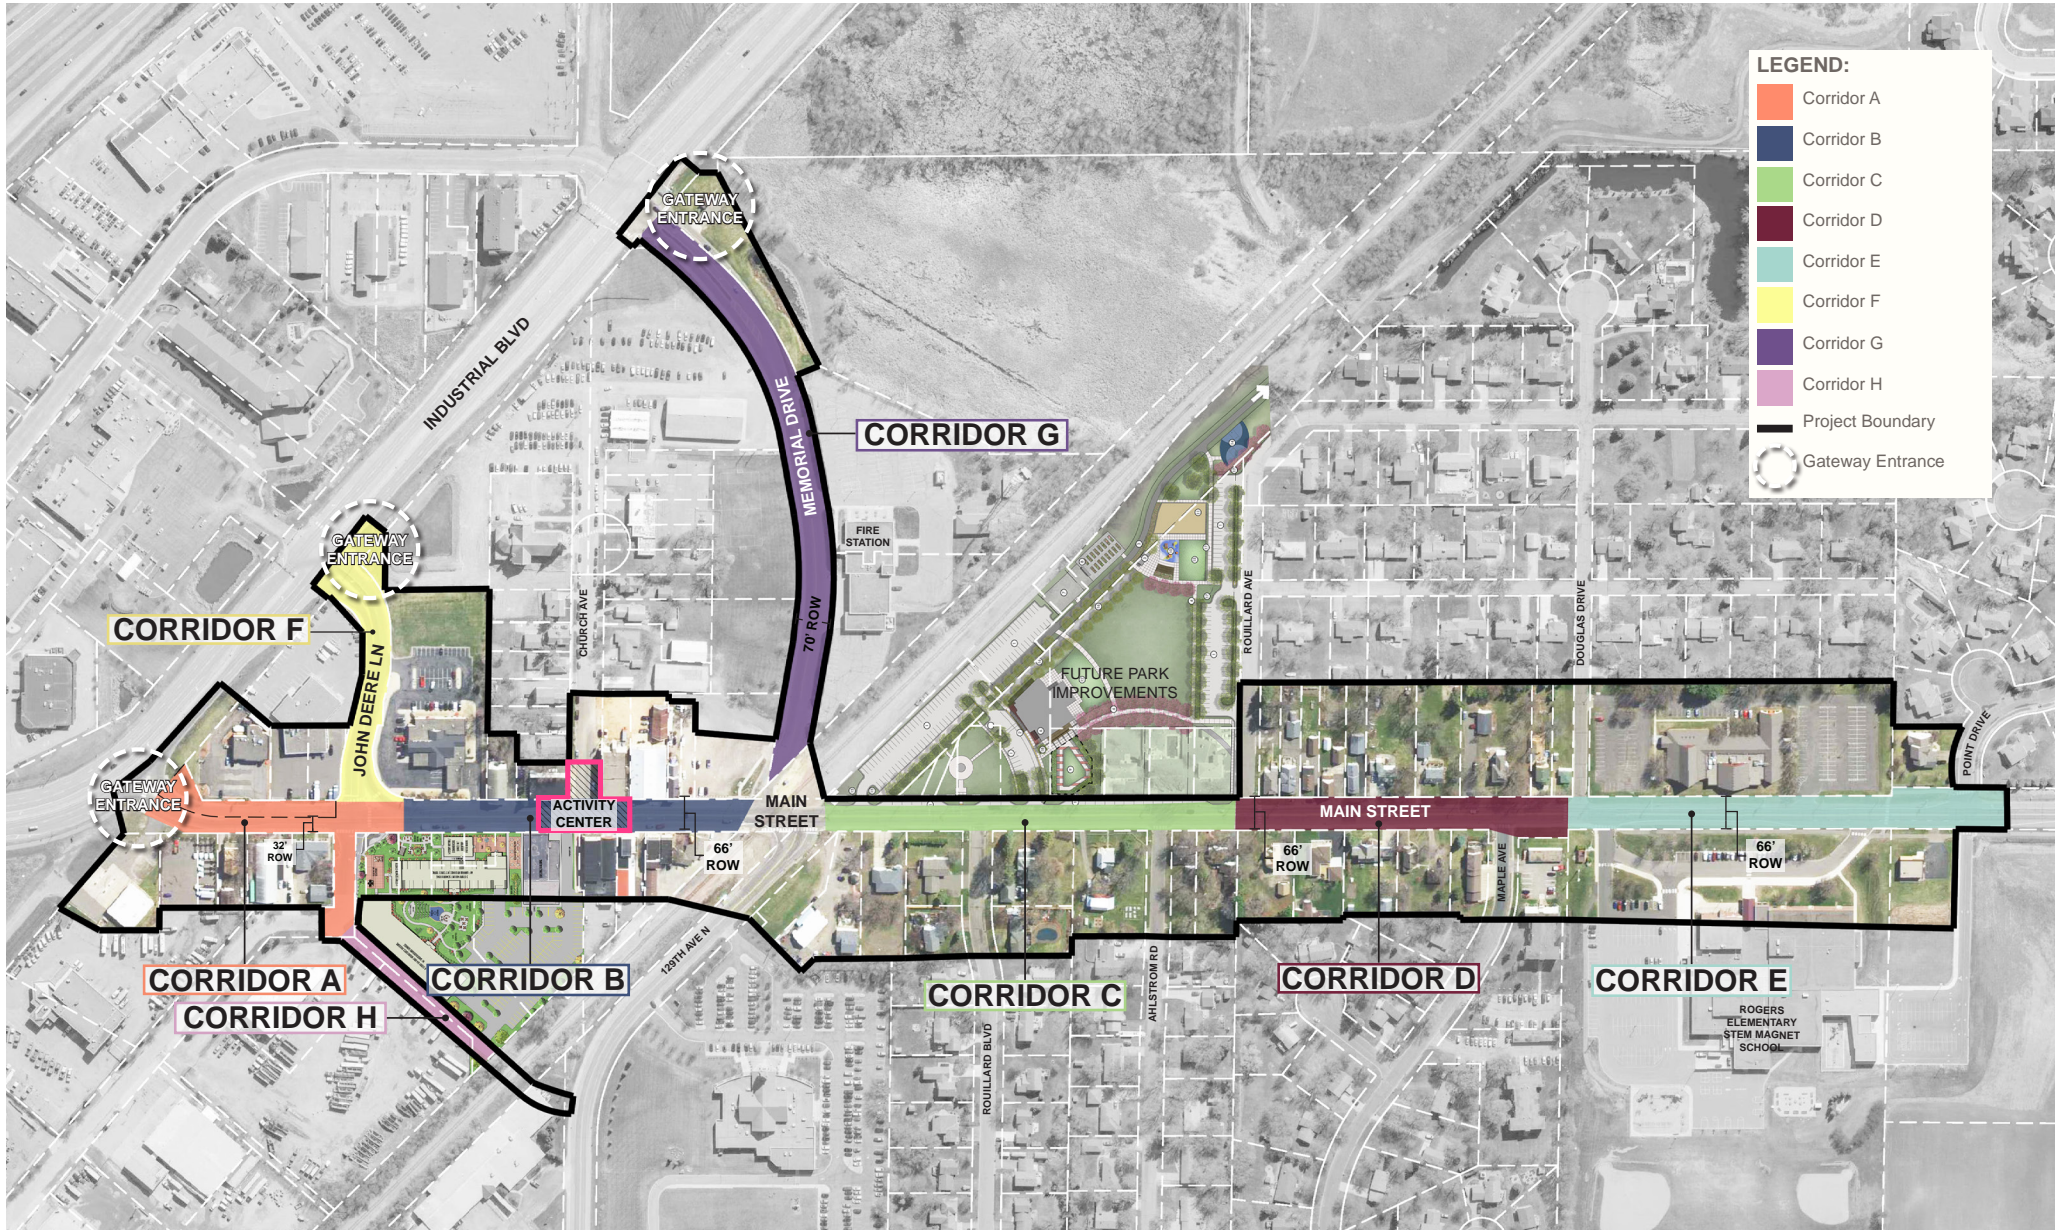 LEGEND:
Corridor A
Corridor B
Corridor C
Corridor D
Corridor E
Corridor F
Corridor G
Corridor H
Project Boundary
Gateway Entrance
GATEWAY
ENTRANCE
INDUSTRIAL BLVD
MEMORIAL DRIVE
CORRIDOR G
FIRE
STATION
GATEWAY
ENTRANCE
CHURCH AVE
70' ROW
ROUILLARD AVE
DOUGLAS DRIVE
CORRIDOR F
JOHN DEERE LN
FUTURE PARK
IMPROVEMENTS
POINT DRIVE
GATEWAY
ENTRANCE
ACTIVITY
CENTER
MAIN
STREET
MAIN STREET
32'
ROW
66'
ROW
66'
ROW
66'
ROW
MAPLE AVE
129TH AVE N
AHLSTROM RD
ROUILLARD BLVD
CORRIDOR A
CORRIDOR B
CORRIDOR C
CORRIDOR D
CORRIDOR E
CORRIDOR H
ROGERS
ELEMENTARY
STEM MAGNET
SCHOOL